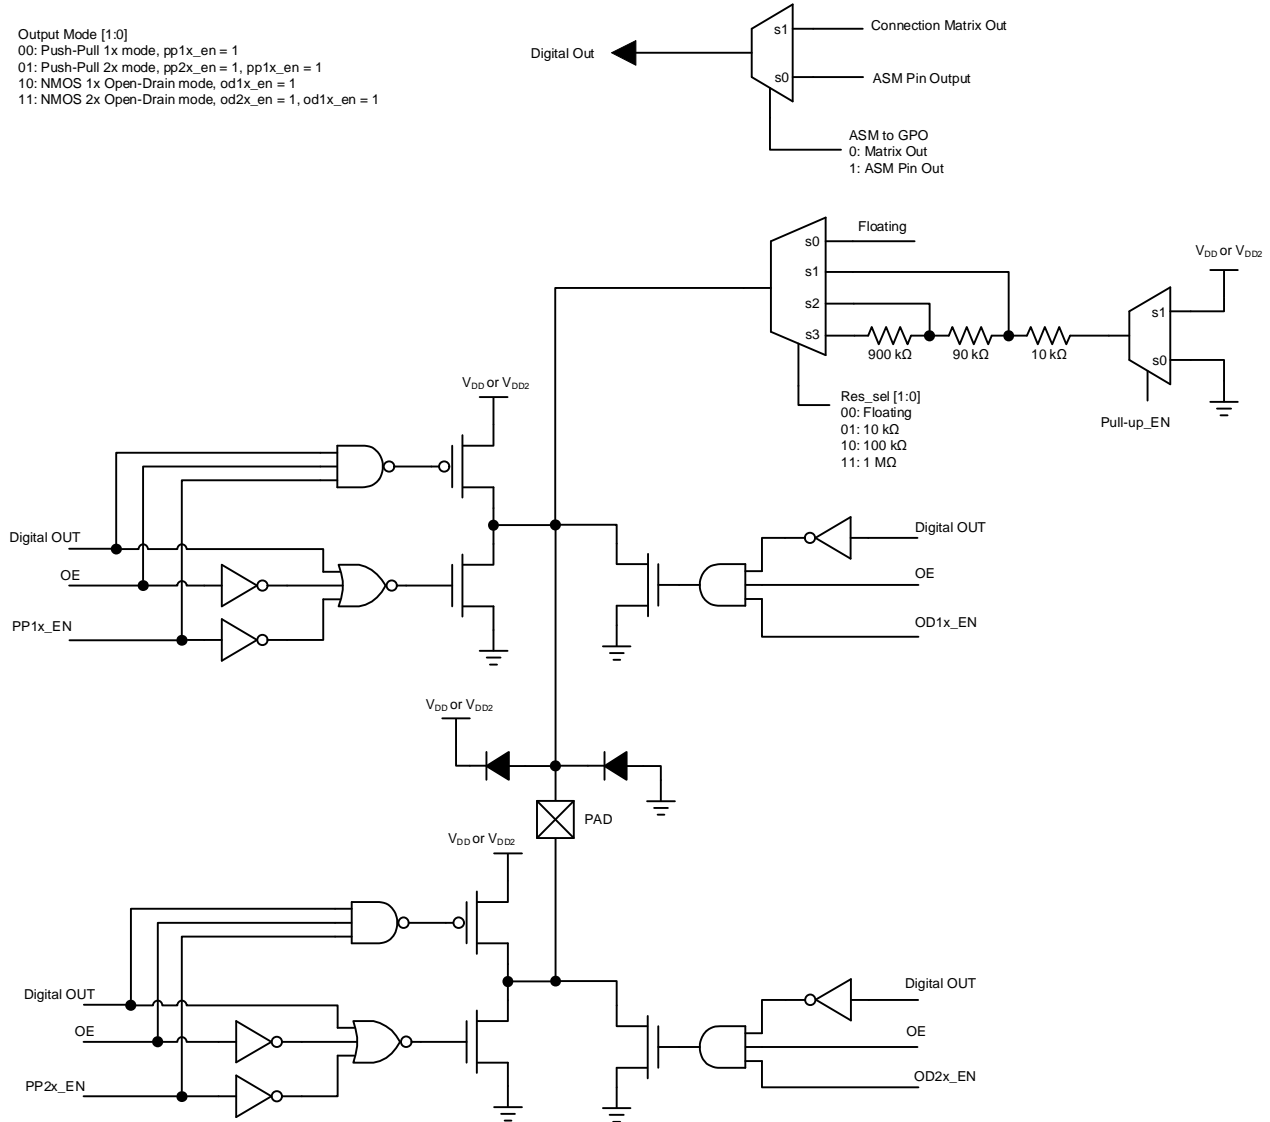 Output Mode [1:0]
00: Push-Pull 1x mode, pp1x_en = 1
01: Push-Pull 2x mode, pp2x_en = 1, pp1x_en = 1
10: NMOS 1x Open-Drain mode, od1x_en = 1
11: NMOS 2x Open-Drain mode, od2x_en = 1, od1x_en = 1
Digital Out
s1
Connection Matrix Out
s0
ASM Pin Output
ASM to GPO
0: Matrix Out
1: ASM Pin Out
s0
Floating
s1
s2
s3
900 kΩ
90 kΩ
10 kΩ
VDD or VDD2
s1
s0
Pull-up_EN
Res_sel [1:0]
00: Floating
01: 10 kΩ
10: 100 kΩ
11: 1 MΩ
VDD or VDD2
Digital OUT
OE
PP1x_EN
Digital OUT
OE
OD1x_EN
VDD or VDD2
PAD
VDD or VDD2
Digital OUT
OE
PP2x_EN
Digital OUT
OE
OD2x_EN